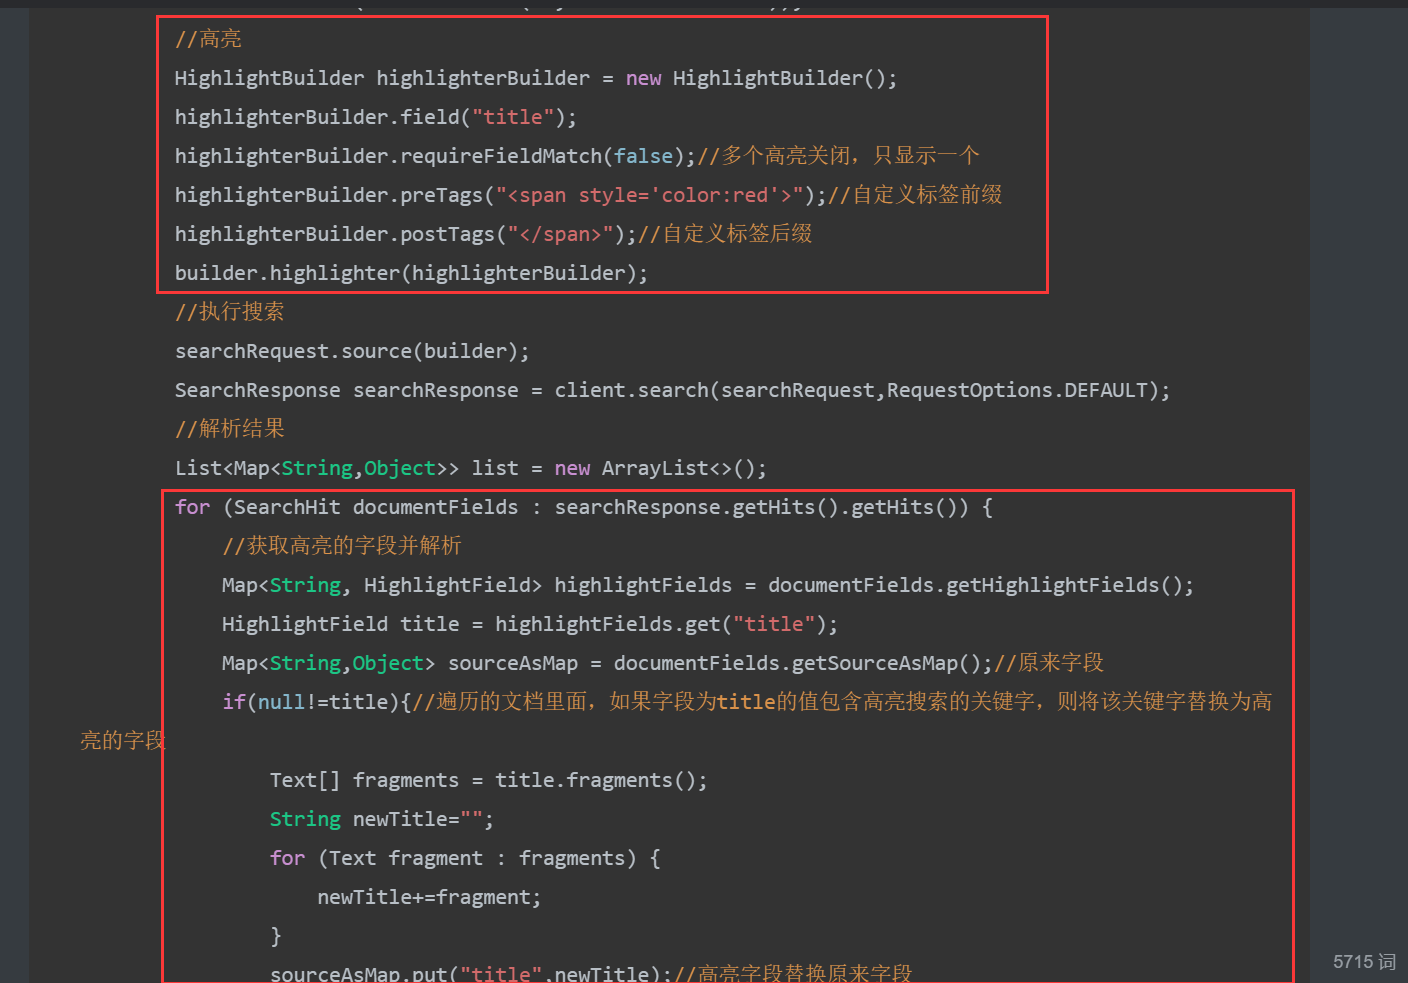 //高亮
HighlightBuilder highlighterBuilder = new HighlightBuilder();
highlighterBuilder.field("title");
highlighterBuilder.requireFieldMatch(false);//多个高亮关闭，只显示一个
highlighterBuilder.preTags("<span style='color:red'>");//自定义标签前缀
highlighterBuilder.postTags("</span>");//自定义标签后缀
builder.highlighter(highlighterBuilder);
//执行搜索
searchRequest.source(builder);
SearchResponse searchResponse = client.search(searchRequest,RequestOptions.DEFAULT);
//解析结果
List<Map<String,Object>> list = new ArrayList<>();
for (SearchHit documentFields : searchResponse.getHits().getHits()) {
//获取高亮的字段并解析
Map<String, HighlightField> highlightFields = documentFields.getHighlightFields();
HighlightField title = highlightFields.get("title");
Map<String,Object> sourceAsMap = documentFields.getSourceAsMap();//原来字段
if(null!=title){//遍历的文档里面，如果字段为title的值包含高亮搜索的关键字，则将该关键字替换为高
亮的字段
Text[] fragments = title.fragments();
String newTitle="";
for (Text fragment : fragments) {
newTitle+=fragment;
}
sourceAsMap.put("title",newTitle);//高亮字段替换原来字段
5715 词